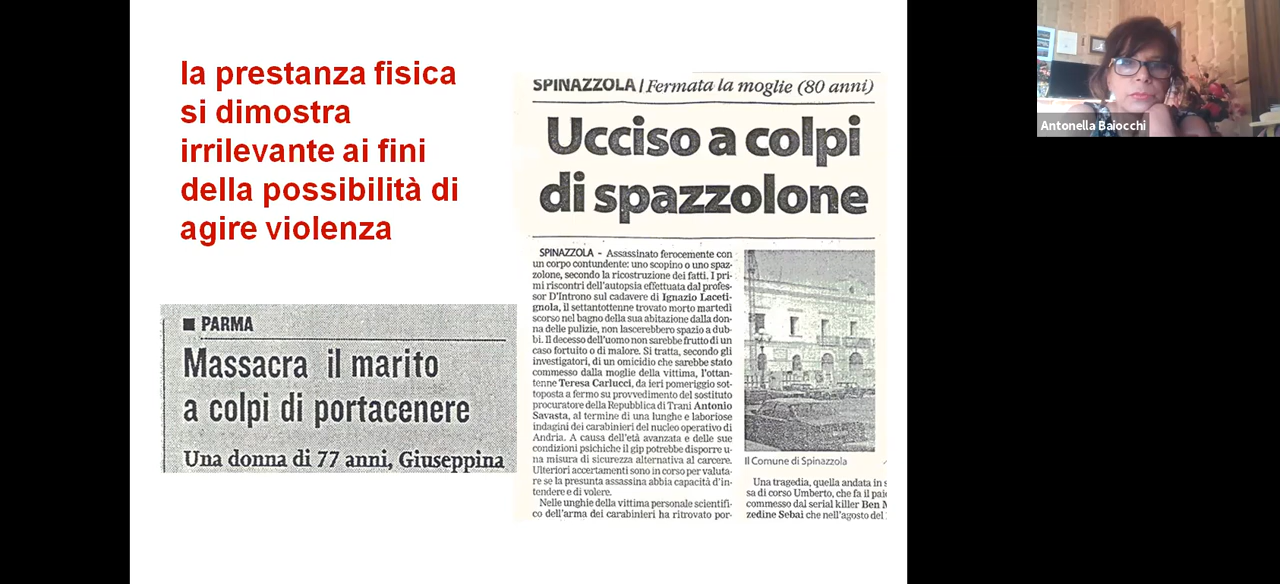 la prestanza fisica
si dimostra
irrilevante ai fini
della possibilità di
agire violenza
PARMA
Massacra il marito
a colpi di portacenere
Una donna di 77 anni, Giuseppina
SPINAZZOLA | Fermata la moglie (80 anni)
Ucciso a colpi
di spazzolone
SPINAZZOLA - Assassinato ferocemente con
un corpo contundente: uno scopino o uno spaz-
zolone, secondo la ricostruzione dei fatti. I pri-
mi riscontri dell'autopsia effettuata dal profes-
sor D'Introno sul cadavere di Ignazio Laceti-
gnola, il settantottenne trovato morto martedì
scorso nel bagno della sua abitazione dalla don-
na delle pulizie, non lascerebbero spazio a dub-
bi. Il decesso dell'uomo non sarebbe frutto di un
caso fortuito o di malore. Si tratta, secondo gli
investigatori, di un omicidio che sarebbe stato
commesso dalla moglie della vittima, l'ottan-
tenne Teresa Carlucci, da ieri pomeriggio sot-
toposta a fermo su provvedimento del sostituto
procuratore della Repubblica di Trani Antonio
Savasta, al termine di una lunghe e laboriose
indagini dei carabinieri del nucleo operativo di
Andria. A causa dell'età avanzata e delle sue
condizioni psichiche il gip potrebbe disporre u-
na misura di sicurezza alternativa al carcere.
Ulteriori accertamenti sono in corso per valuta-
re se la presunta assassina abbia capacità d'in-
tendere e di volere.
Nelle unghie della vittima personale scientifi-
co dell'arma dei carabinieri ha ritrovato por-
Il Comune di Spinazzola
Una tragedia, quella andata in s
sa di corso Umberto, che fa il paio
commesso dal serial killer Ben M
zedine Sebai che nell'agosto del
Antonella Baiocchi